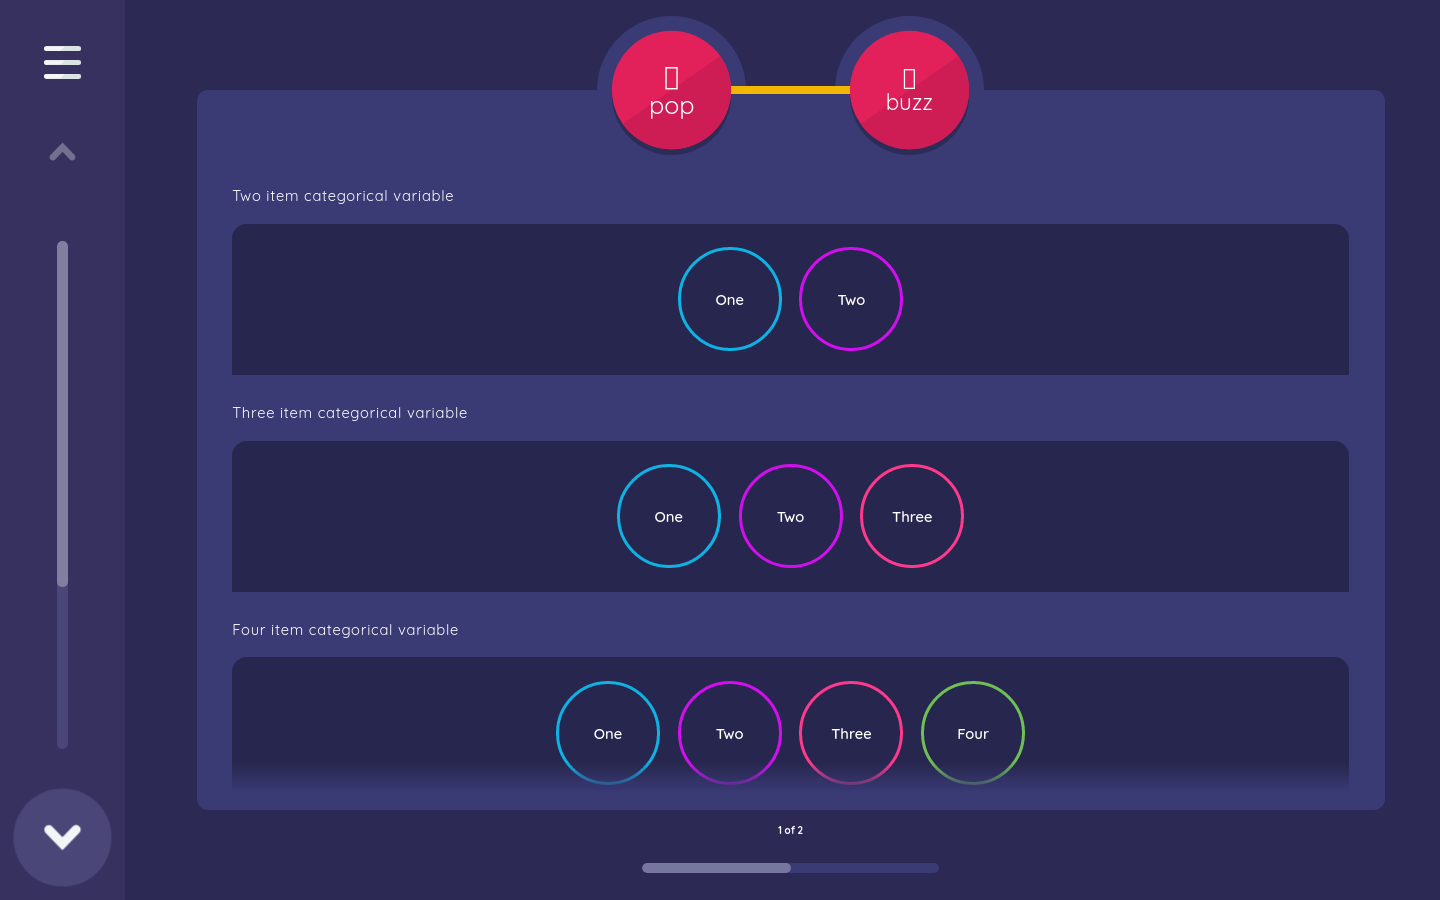 pop
buzz
Two item categorical variable
One
Two
Three item categorical variable
One
Two
Three
Four item categorical variable
One
Two
Three
Four
1 of 2